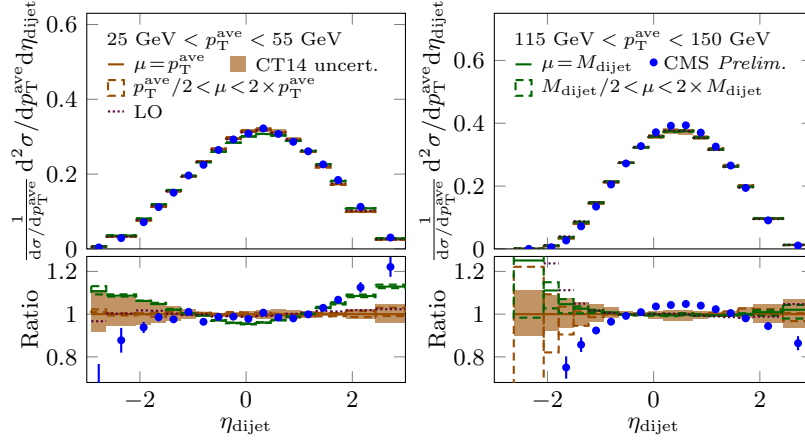 25 GeV < p_T^ave < 55 GeV
μ = p_T^ave CT14 uncert.
p_T^ave/2 < μ < 2×p_T^ave
LO
1/(dσ/dp_T^ave) d²σ/dp_T^ave dη_dijet
0.6
0.4
0.2
0
Ratio
1.2
1
0.8
−2 0 2
η_dijet
115 GeV < p_T^ave < 150 GeV
μ = M_dijet CMS Prelim.
M_dijet/2 < μ < 2×M_dijet
1/(dσ/dp_T^ave) d²σ/dp_T^ave dη_dijet
0.6
0.4
0.2
0
Ratio
1.2
1
0.8
−2 0 2
η_dijet